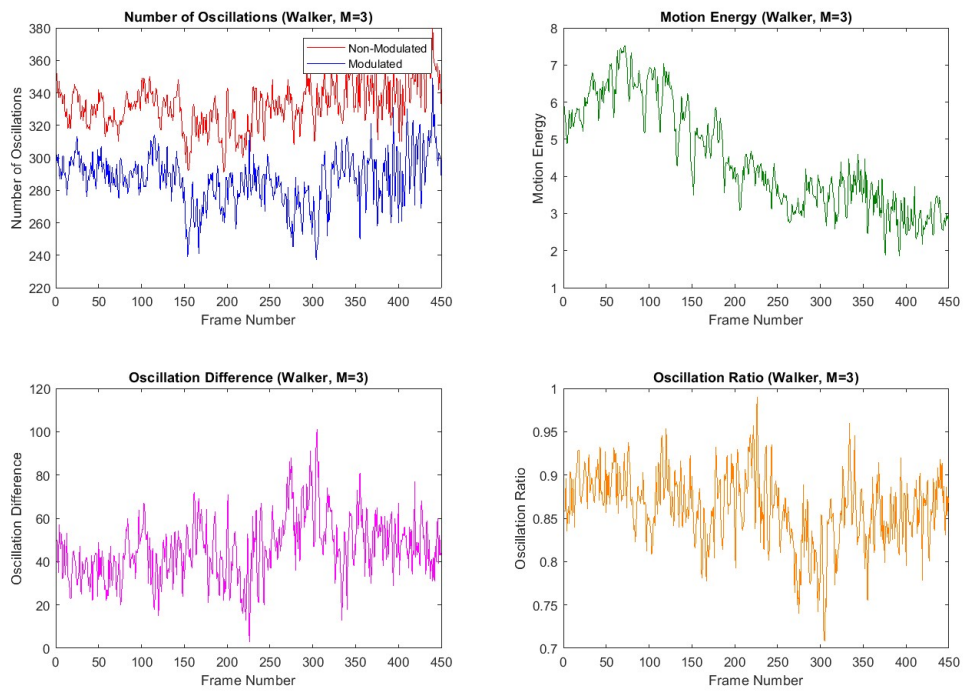 Number of Oscillations (Walker, M=3)
Number of Oscillations
380
360
340
320
300
280
260
240
220
0 50 100 150 200 250 300 350 400 450
Frame Number
Non-Modulated
Modulated
Motion Energy (Walker, M=3)
Motion Energy
8
7
6
5
4
3
2
1
0 50 100 150 200 250 300 350 400 450
Frame Number
Oscillation Difference (Walker, M=3)
Oscillation Difference
120
100
80
60
40
20
0
0 50 100 150 200 250 300 350 400 450
Frame Number
Oscillation Ratio (Walker, M=3)
Oscillation Ratio
1
0.95
0.9
0.85
0.8
0.75
0.7
0 50 100 150 200 250 300 350 400 450
Frame Number